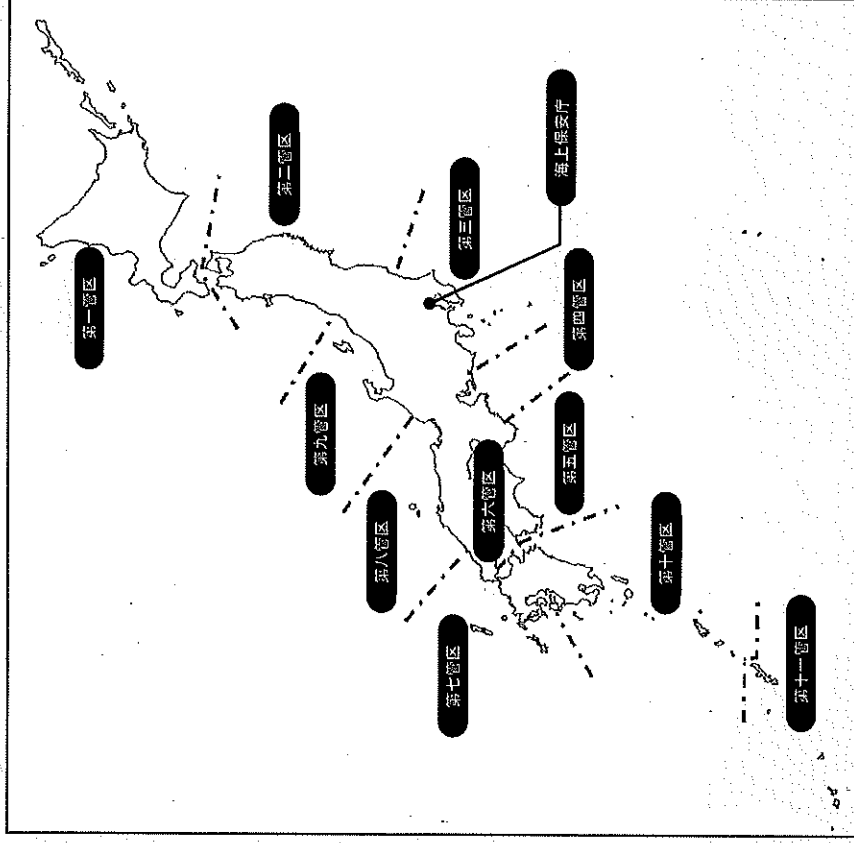 第一管区
第二管区
第三管区
海上保安庁
第四管区
第五管区
第六管区
第七管区
第八管区
第九管区
第十管区
第十一管区